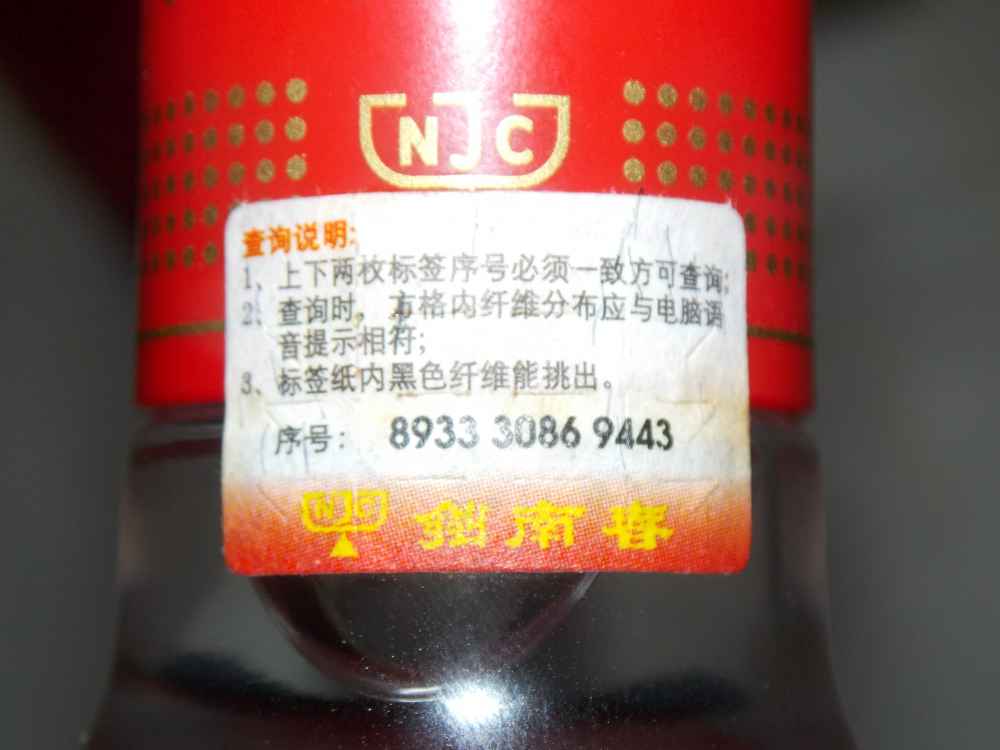 NJC
查询说明:
1、上下两枚标签序号必须一致方可查询;
2、查询时，方格内纤维分布应与电脑语
音提示相符;
3、标签纸内黑色纤维能挑出。
序号: 8933 3086 9443
NJC 剑南春